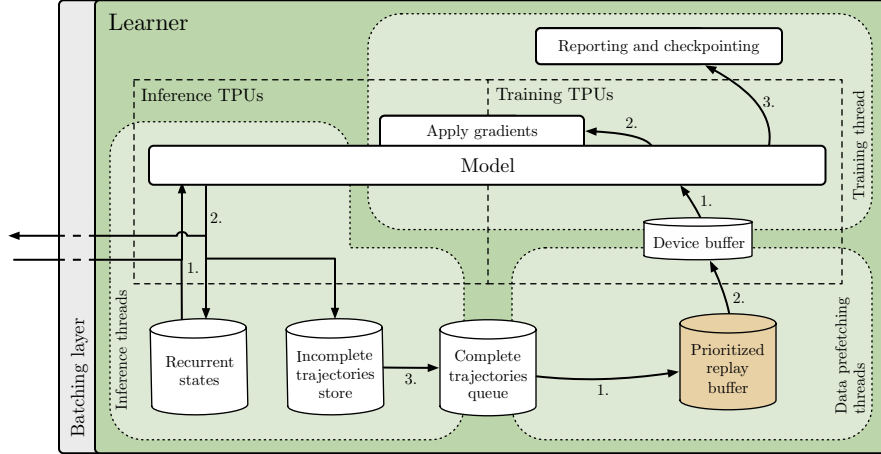 Learner
Reporting and checkpointing
Inference TPUs
Training TPUs
3.
Apply gradients
2.
Model
Training thread
1.
2.
Device buffer
1.
2.
Batching layer
Inference threads
Recurrent
states
Incomplete
trajectories
store
3.
Complete
trajectories
queue
1.
Prioritized
replay
buffer
Data prefetching
threads